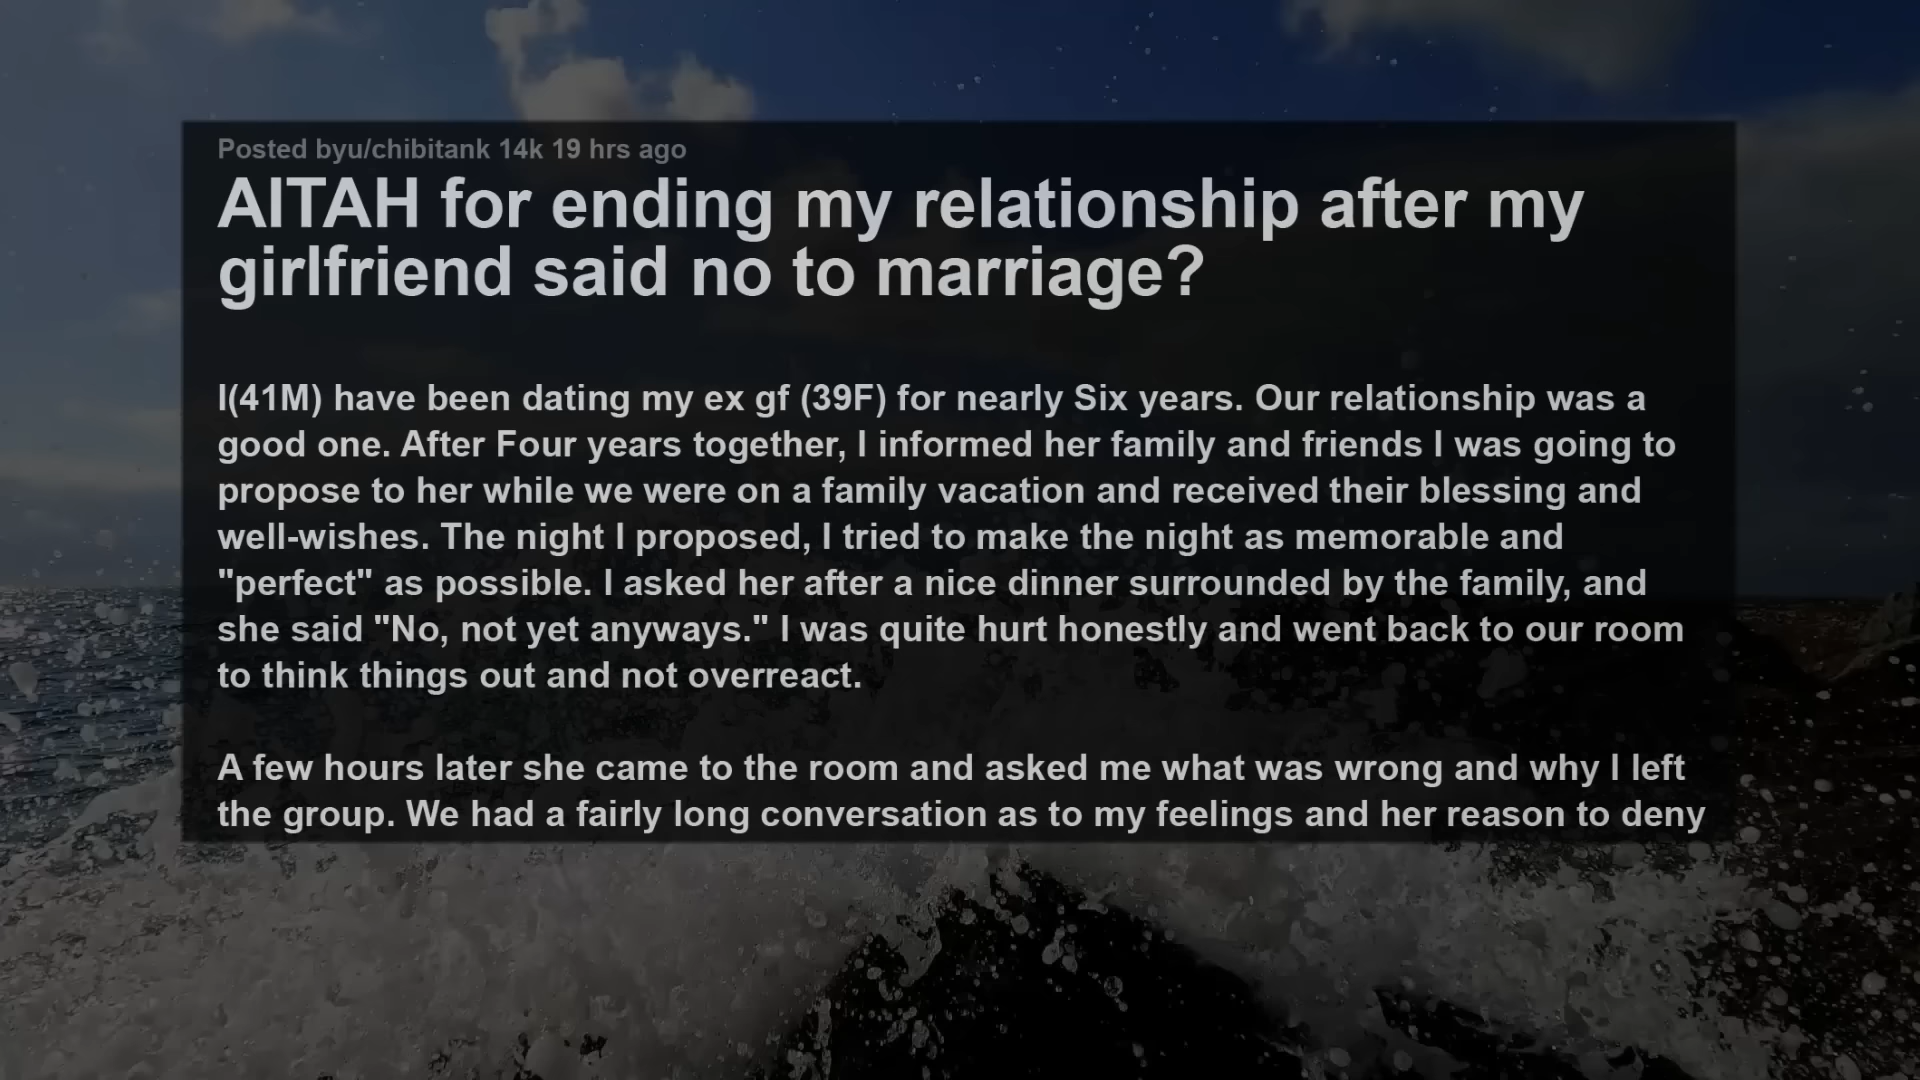 Posted byu/chibitank 14k 19 hrs ago
AITAH for ending my relationship after my
girlfriend said no to marriage?
I(41M) have been dating my ex gf (39F) for nearly Six years. Our relationship was a
good one. After Four years together, I informed her family and friends I was going to
propose to her while we were on a family vacation and received their blessing and
well-wishes. The night I proposed, I tried to make the night as memorable and
"perfect" as possible. I asked her after a nice dinner surrounded by the family, and
she said "No, not yet anyways." I was quite hurt honestly and went back to our room
to think things out and not overreact.
A few hours later she came to the room and asked me what was wrong and why I left
the group. We had a fairly long conversation as to my feelings and her reason to deny